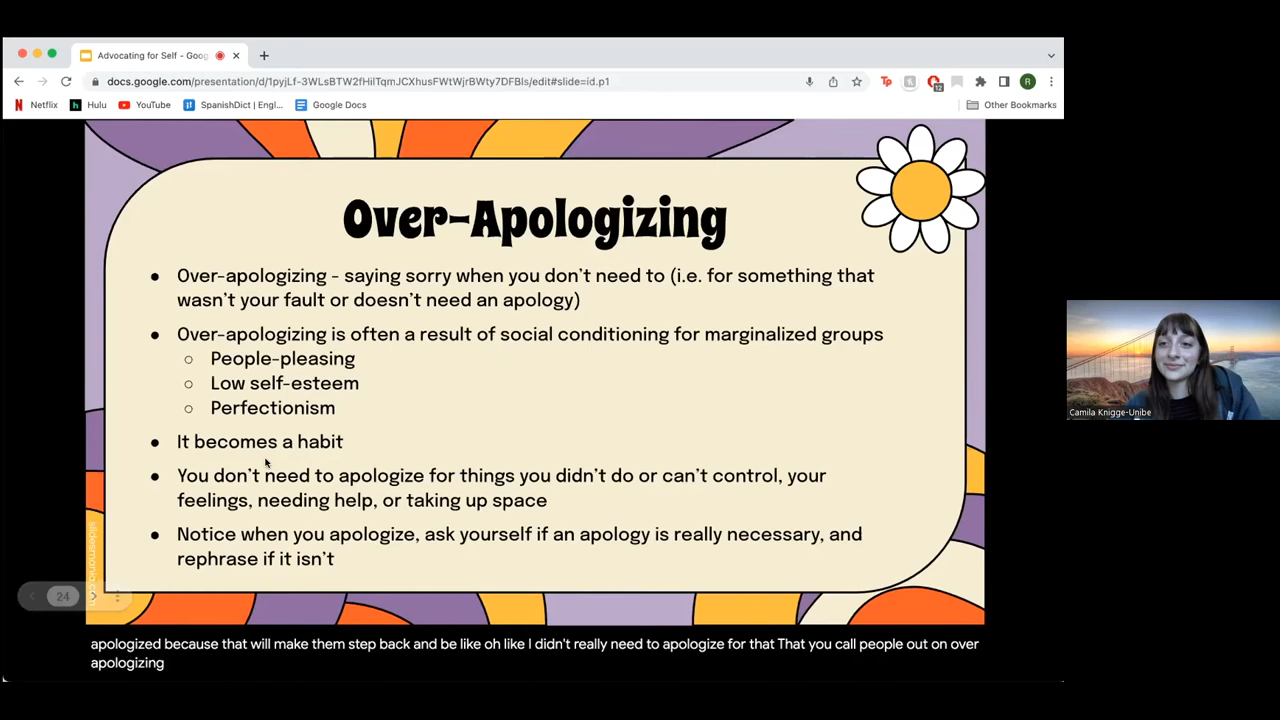 Advocating for Self - Goog
docs.google.com/presentation/d/1pyjLf-3WLsBTW2fHilTqmJCXhusFWtWjrBWty7DFBls/edit#slide=id.p1
Tp
12
R
Netflix
Hulu
YouTube
SpanishDict | Engl...
Google Docs
Other Bookmarks
Over-Apologizing
● Over-apologizing - saying sorry when you don't need to (i.e. for something that
wasn't your fault or doesn't need an apology)
● Over-apologizing is often a result of social conditioning for marginalized groups
○ People-pleasing
○ Low self-esteem
○ Perfectionism
● It becomes a habit
● You don't need to apologize for things you didn't do or can't control, your
feelings, needing help, or taking up space
● Notice when you apologize, ask yourself if an apology is really necessary, and
rephrase if it isn't
slidesmania.com
24
apologized because that will make them step back and be like oh like I didn't really need to apologize for that That you call people out on over
apologizing
Camila Knigge-Unibe